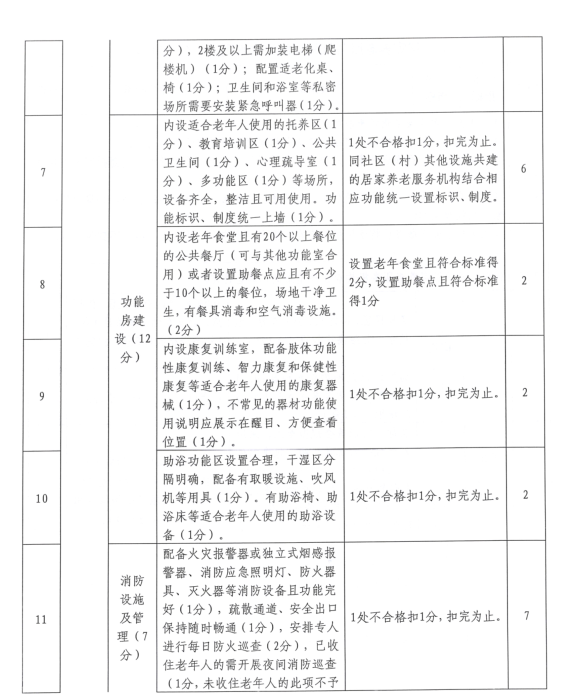 分），2楼及以上需加装电梯（爬
楼机）（1分）；配置适老化桌、
椅（1分）；卫生间和浴室等私密
场所需要安装紧急呼叫器（1分）。
7
功能
房建
设（12
分）
内设适合老年人使用的托养区(1
分）、教育培训区（1分）、公共
卫生间（1分）、心理疏导室（1
分）、多功能区（1分）等场所，
设备齐全，整洁且可用使用。功
能标识、制度统一上墙（1分）。
1处不合格扣1分，扣完为止。
同社区（村）其他设施共建
的居家养老服务机构结合相
应功能统一设置标识、制度。
6
8
内设老年食堂且有20个以上餐位
的公共餐厅（可与其他功能室合
用）或者设置助餐点应且有不少
于10个以上的餐位，场地干净卫
生，有餐具消毒和空气消毒设施。
（2分）
设置老年食堂且符合标准得
2分，设置助餐点且符合标准
得1分
2
9
内设康复训练室，配备肢体功能
性康复训练、智力康复和保健性
康复等适合老年人使用的康复器
械（1分），不常见的器材功能使
用说明应展示在醒目、方便查看
位置（1分）。
1处不合格扣1分，扣完为止。
2
10
助浴功能区设置合理，干湿区分
隔明确，配备有取暖设施、吹风
机等用具（1分）。有助浴椅、助
浴床等适合老年人使用的助浴设
备（1分）。
1处不合格扣1分，扣完为止。
2
11
消防
设施
及管
理（7
分）
配备火灾报警器或独立式烟感报
警器、消防应急照明灯、防火器
具、灭火器等消防设备且功能完
好（1分），疏散通道、安全出口
保持随时畅通（1分），安排专人
进行每日防火巡查（2分），已收
住老年人的需开展夜间消防巡查
（1分，未收住老年人的此项不予
1处不合格扣1分，扣完为止。
7